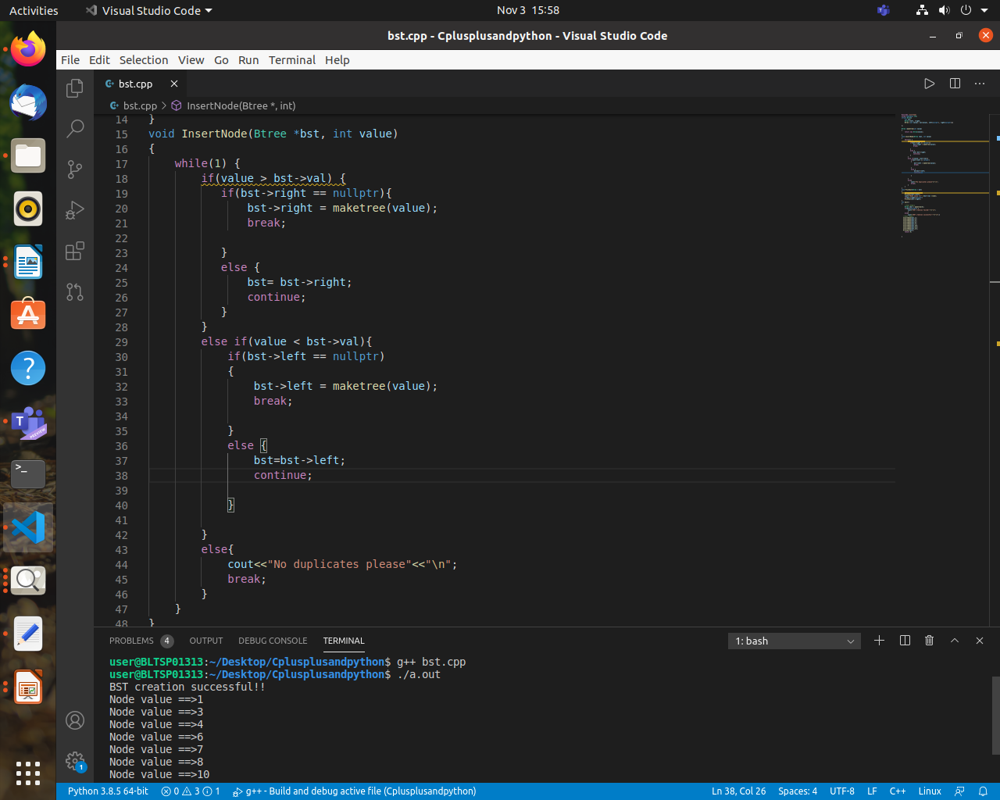 Activities
Visual Studio Code
Nov 3 15:58
bst.cpp - Cplusplusandpython - Visual Studio Code
File Edit Selection View Go Run Terminal Help
bst.cpp
bst.cpp > InsertNode(Btree *, int)
14 }
15 void InsertNode(Btree *bst, int value)
16 {
17 while(1) {
18 if(value > bst->val) {
19 if(bst->right == nullptr){
20 bst->right = maketree(value);
21 break;
22
23 }
24 else {
25 bst= bst->right;
26 continue;
27 }
28 }
29 else if(value < bst->val){
30 if(bst->left == nullptr)
31 {
32 bst->left = maketree(value);
33 break;
34
35 }
36 else {
37 bst=bst->left;
38 continue;
39
40 }
41
42 }
43 else{
44 cout<<"No duplicates please"<<"\n";
45 break;
46 }
47 }
48 }
PROBLEMS 4 OUTPUT DEBUG CONSOLE TERMINAL
1: bash
user@BLTSP01313:~/Desktop/Cplusplusandpython$ g++ bst.cpp
user@BLTSP01313:~/Desktop/Cplusplusandpython$ ./a.out
BST creation successful!!
Node value ==>1
Node value ==>3
Node value ==>4
Node value ==>6
Node value ==>7
Node value ==>8
Node value ==>10
Python 3.8.5 64-bit 0 3 1 g++ - Build and debug active file (Cplusplusandpython) Ln 38, Col 26 Spaces: 4 UTF-8 LF C++ Linux